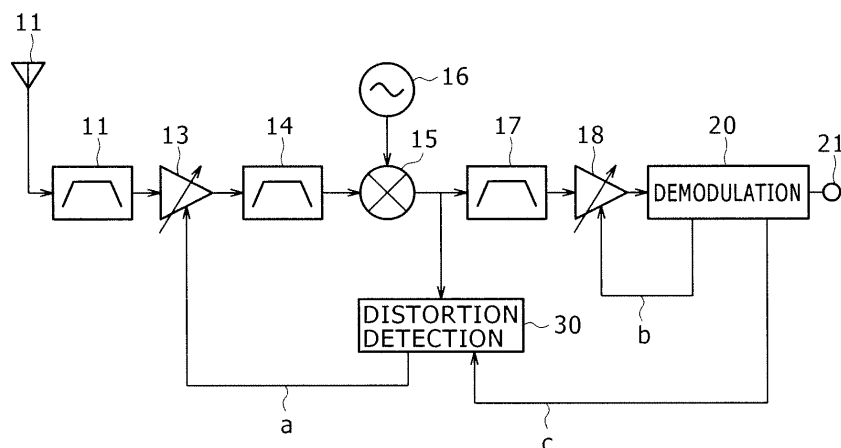 11
16
11
13
14
15
17
18
20
21
DEMODULATION
DISTORTION
DETECTION
30
b
a
c